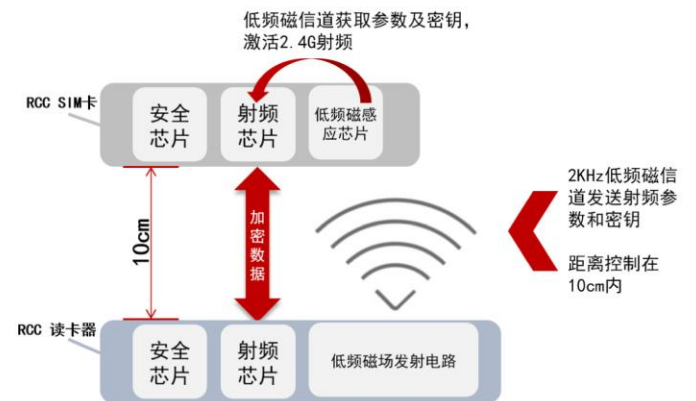 低频磁信道获取参数及密钥，
激活2.4G射频
RCC SIM卡
安全
芯片
射频
芯片
低频磁感
应芯片
10cm
加密数据
2KHz低频磁信
道发送射频参
数和密钥
距离控制在
10cm内
RCC 读卡器
安全
芯片
射频
芯片
低频磁场发射电路